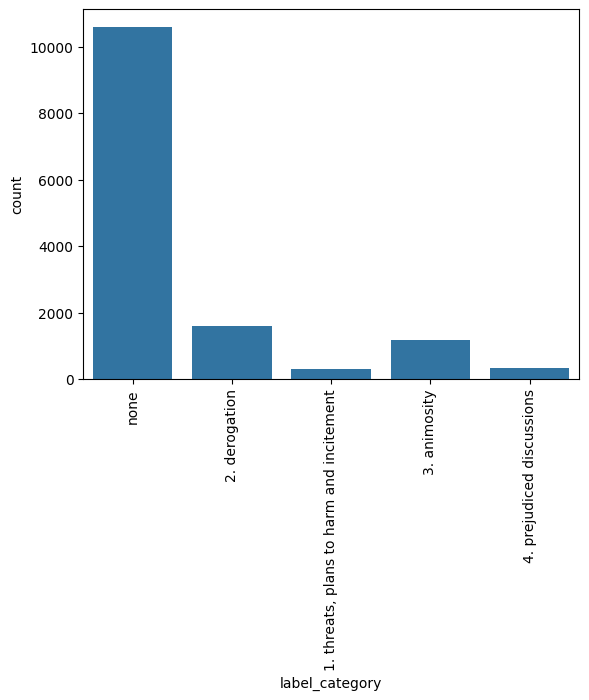 10000
8000
6000
4000
2000
0
count
none
2. derogation
1. threats, plans to harm and incitement
3. animosity
4. prejudiced discussions
label_category